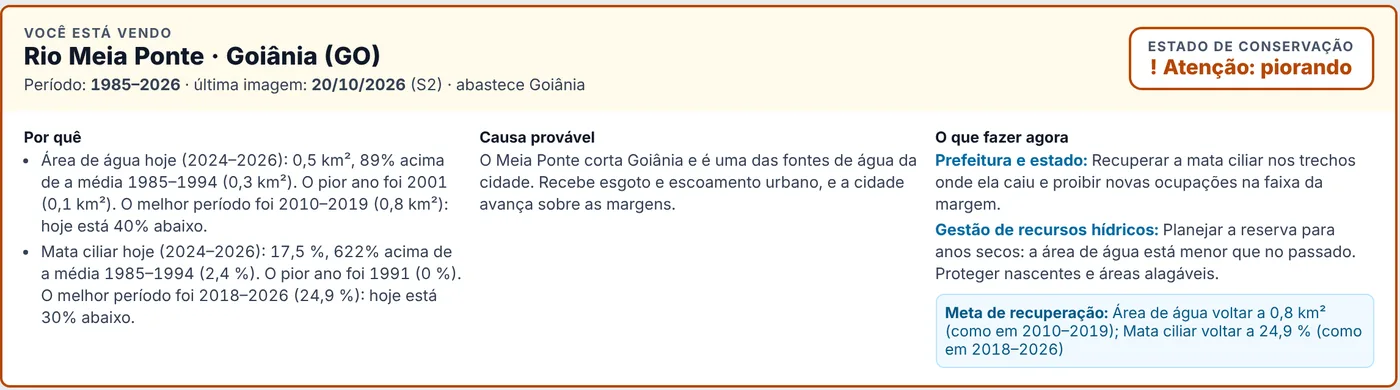 VOCÊ ESTÁ VENDO
Rio Meia Ponte · Goiânia (GO)
Período: 1985–2026 · última imagem: 20/10/2026 (S2) · abastece Goiânia
ESTADO DE CONSERVAÇÃO
! Atenção: piorando
Por quê
• Área de água hoje (2024–2026): 0,5 km², 89% acima
de a média 1985–1994 (0,3 km²). O pior ano foi 2001
(0,1 km²). O melhor período foi 2010–2019 (0,8 km²):
hoje está 40% abaixo.
• Mata ciliar hoje (2024–2026): 17,5 %, 622% acima de
a média 1985–1994 (2,4 %). O pior ano foi 1991 (0 %).
O melhor período foi 2018–2026 (24,9 %): hoje está
30% abaixo.
Causa provável
O Meia Ponte corta Goiânia e é uma das fontes de água da
cidade. Recebe esgoto e escoamento urbano, e a cidade
avança sobre as margens.
O que fazer agora
Prefeitura e estado: Recuperar a mata ciliar nos trechos
onde ela caiu e proibir novas ocupações na faixa da
margem.
Gestão de recursos hídricos: Planejar a reserva para
anos secos: a área de água está menor que no passado.
Proteger nascentes e áreas alagáveis.
Meta de recuperação: Área de água voltar a 0,8 km²
(como em 2010–2019); Mata ciliar voltar a 24,9 % (como
em 2018–2026)